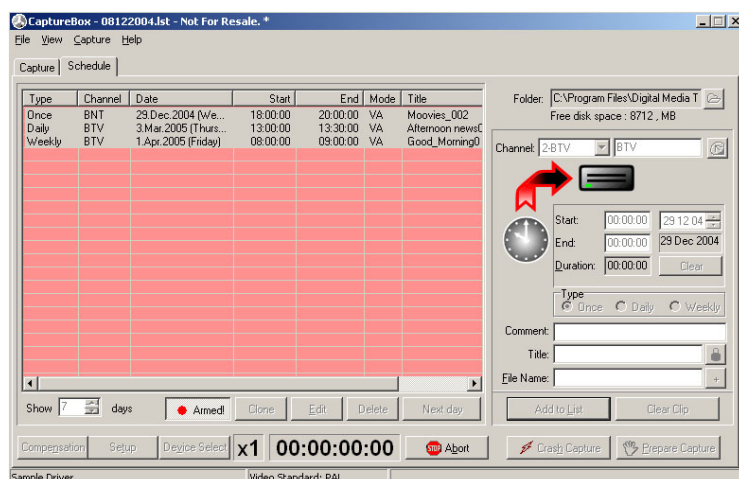 CaptureBox - 08122004.lst - Not For Resale. *
File View Capture Help
Capture Schedule
Type Channel Date Start End Mode Title
Once BNT 29.Dec.2004 (We... 18:00:00 20:00:00 VA Moovies_002
Daily BTV 3.Mar.2005 (Thurs... 13:00:00 13:30:00 VA Afternoon news
Weekly BTV 1.Apr.2005 (Friday) 08:00:00 09:00:00 VA Good_Morning0
Show 7 days Armed! Clone Edit Delete Next day
Folder: C:\Program Files\Digital Media T
Free disk space : 8712 , MB
Channel: 2-BTV BTV
Start: 00:00:00 29 12 04
End: 00:00:00 29 Dec 2004
Duration: 00:00:00 Clear
Type
Once Daily Weekly
Comment:
Title:
File Name: +
Add to List Clear Clip
Compensation Setup Device Select x1 00:00:00:00 STOP Abort Crash Capture Prepare Capture
Sample Driver Video Standard: PAL